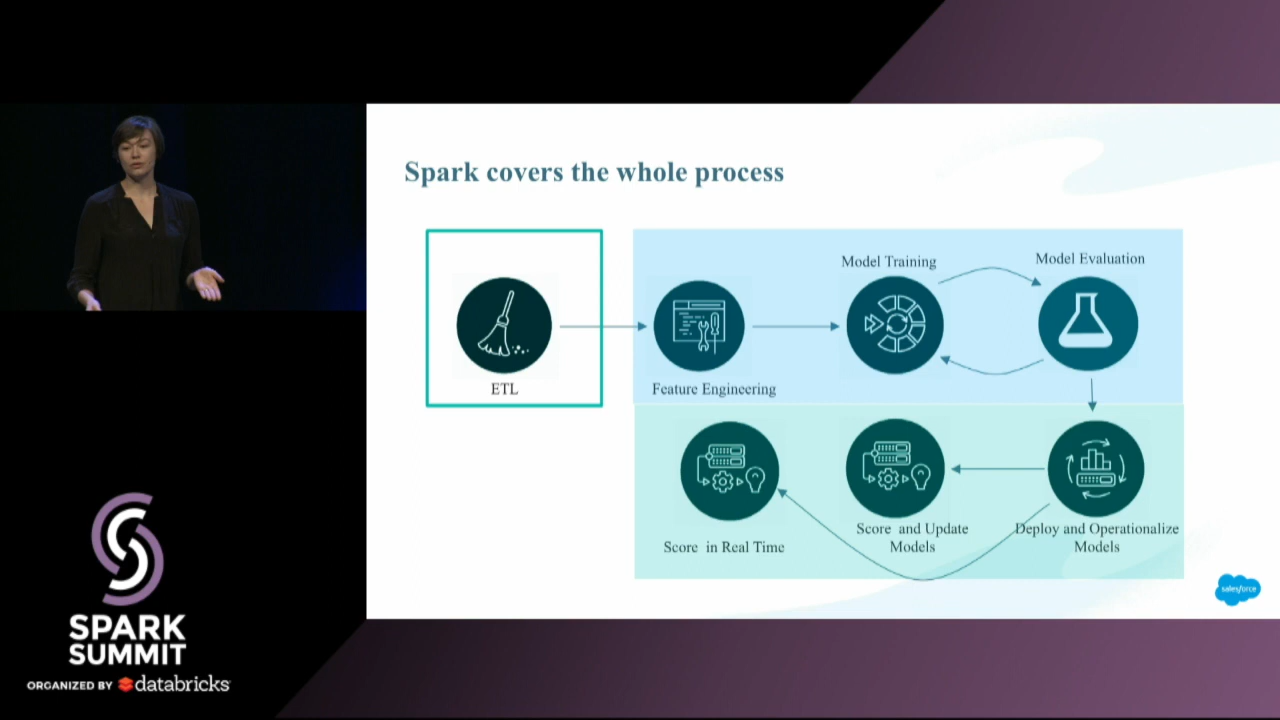 Spark covers the whole process
Model Training
Model Evaluation
ETL
Feature Engineering
Score in Real Time
Score and Update
Models
Deploy and Operationalize
Models
salesforce
SPARK
SUMMIT
ORGANIZED BY databricks